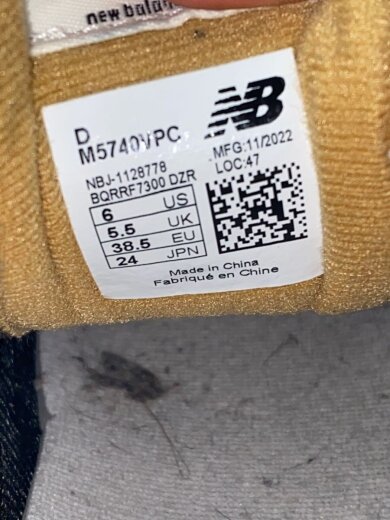 new balan
NB
D
M5740VPC
MFG:11/2022
LOC:47
NBJ-1128778
BQRRF7300 DZR
6 US
5.5 UK
38.5 EU
24 JPN
Made in China
Fabriqué en Chine